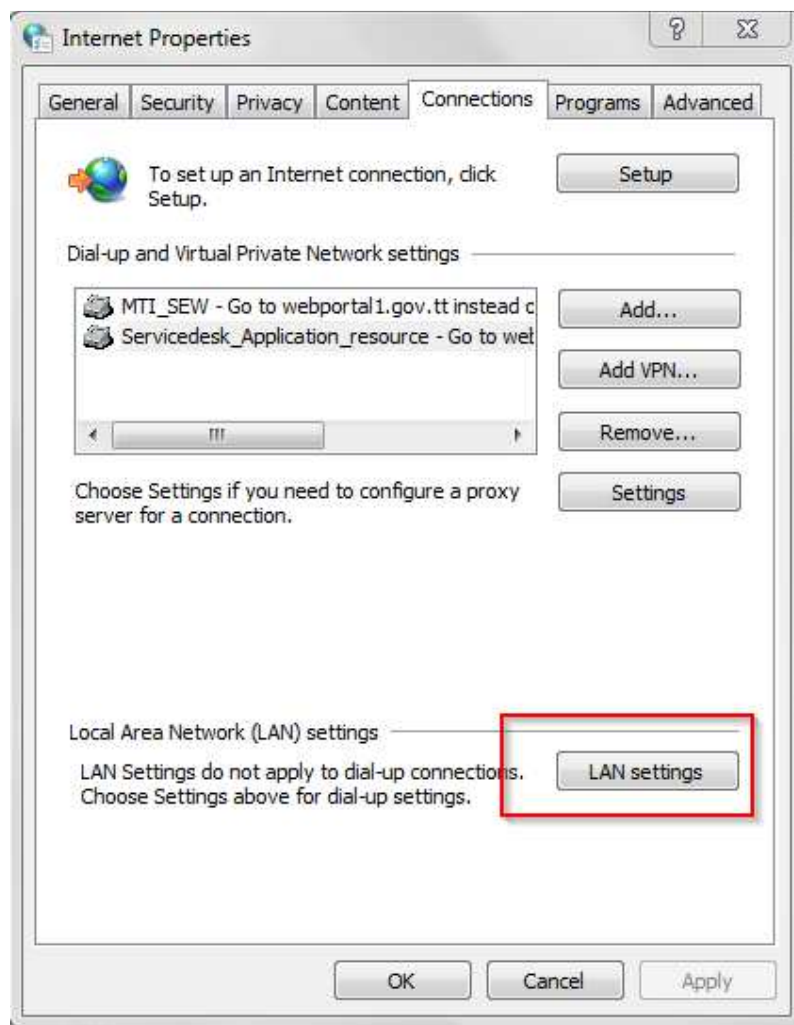 Internet Properties
General Security Privacy Content Connections Programs Advanced
To set up an Internet connection, click
Setup.
Setup
Dial-up and Virtual Private Network settings
MTI_SEW - Go to webportal1.gov.tt instead c
Servicedesk_Application_resource - Go to wet
Add...
Add VPN...
Remove...
Choose Settings if you need to configure a proxy
server for a connection.
Settings
Local Area Network (LAN) settings
LAN Settings do not apply to dial-up connections.
Choose Settings above for dial-up settings.
LAN settings
OK Cancel Apply